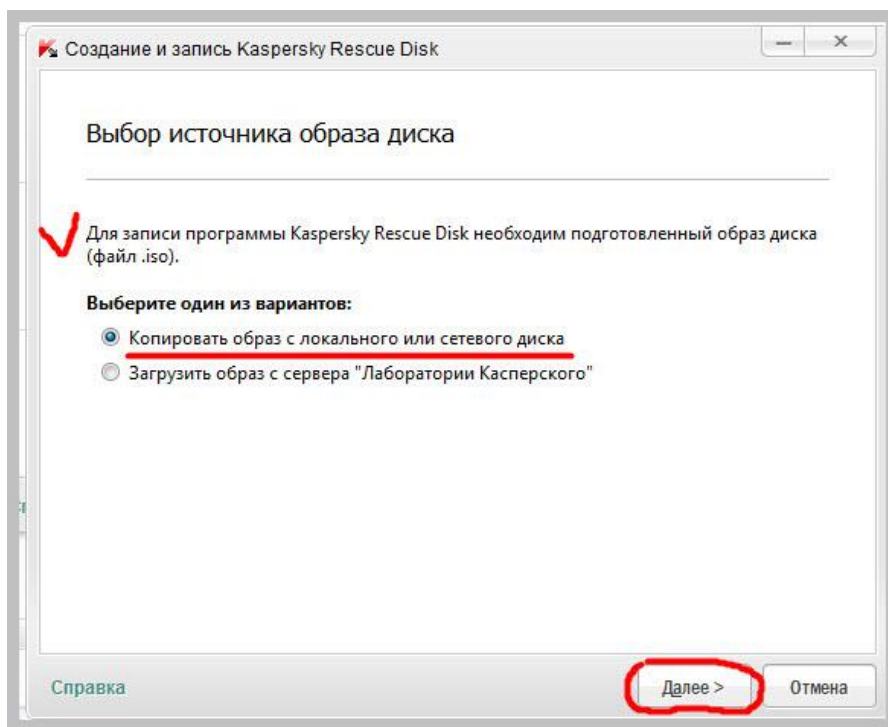 Создание и запись Kaspersky Rescue Disk
Выбор источника образа диска
Для записи программы Kaspersky Rescue Disk необходим подготовленный образ диска
(файл .iso).
Выберите один из вариантов:
Копировать образ с локального или сетевого диска
Загрузить образ с сервера "Лаборатории Касперского"
Справка
Далее >
Отмена